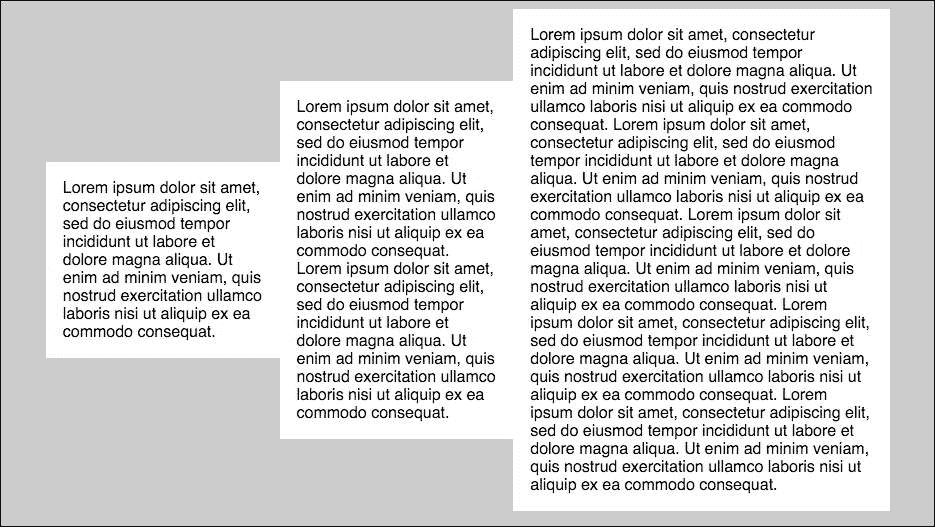 Lorem ipsum dolor sit amet,
consectetur adipiscing elit,
sed do eiusmod tempor
incididunt ut labore et
dolore magna aliqua. Ut
enim ad minim veniam, quis
nostrud exercitation ullamco
laboris nisi ut aliquip ex ea
commodo consequat.
Lorem ipsum dolor sit amet,
consectetur adipiscing elit,
sed do eiusmod tempor
incididunt ut labore et
dolore magna aliqua. Ut
enim ad minim veniam, quis
nostrud exercitation ullamco
laboris nisi ut aliquip ex ea
commodo consequat.
Lorem ipsum dolor sit amet,
consectetur adipiscing elit,
sed do eiusmod tempor
incididunt ut labore et
dolore magna aliqua. Ut
enim ad minim veniam, quis
nostrud exercitation ullamco
laboris nisi ut aliquip ex ea
commodo consequat.
Lorem ipsum dolor sit amet, consectetur
adipiscing elit, sed do eiusmod tempor
incididunt ut labore et dolore magna aliqua. Ut
enim ad minim veniam, quis nostrud exercitation
ullamco laboris nisi ut aliquip ex ea commodo
consequat. Lorem ipsum dolor sit amet,
consectetur adipiscing elit, sed do eiusmod
tempor incididunt ut labore et dolore magna
aliqua. Ut enim ad minim veniam, quis nostrud
exercitation ullamco laboris nisi ut aliquip ex ea
commodo consequat. Lorem ipsum dolor sit
amet, consectetur adipiscing elit, sed do
eiusmod tempor incididunt ut labore et dolore
magna aliqua. Ut enim ad minim veniam, quis
nostrud exercitation ullamco laboris nisi ut aliquip
ex ea commodo consequat. Lorem
ipsum dolor sit amet, consectetur adipiscing elit,
sed do eiusmod tempor incididunt ut labore et
dolore magna aliqua. Ut enim ad minim veniam,
quis nostrud exercitation ullamco laboris nisi ut
aliquip ex ea commodo consequat. Lorem
ipsum dolor sit amet, consectetur adipiscing elit,
sed do eiusmod tempor incididunt ut labore et
dolore magna aliqua. Ut enim ad minim veniam,
quis nostrud exercitation ullamco laboris nisi ut
aliquip ex ea commodo consequat.